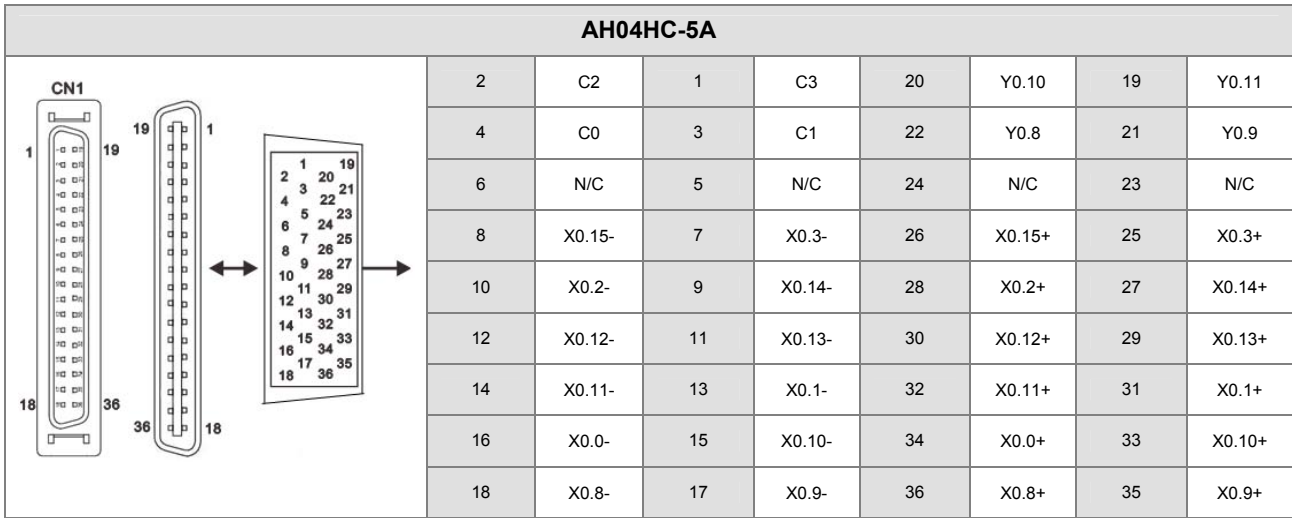 AH04HC-5A
CN1
1 19
18 36
19 1
36 18
1 19
2 20
3 21
4 22
5 23
6 24
7 25
8 26
9 27
10 28
11 29
12 30
13 31
14 32
15 33
16 34
17 35
18 36
2 C2 1 C3 20 Y0.10 19 Y0.11
4 C0 3 C1 22 Y0.8 21 Y0.9
6 N/C 5 N/C 24 N/C 23 N/C
8 X0.15- 7 X0.3- 26 X0.15+ 25 X0.3+
10 X0.2- 9 X0.14- 28 X0.2+ 27 X0.14+
12 X0.12- 11 X0.13- 30 X0.12+ 29 X0.13+
14 X0.11- 13 X0.1- 32 X0.11+ 31 X0.1+
16 X0.0- 15 X0.10- 34 X0.0+ 33 X0.10+
18 X0.8- 17 X0.9- 36 X0.8+ 35 X0.9+